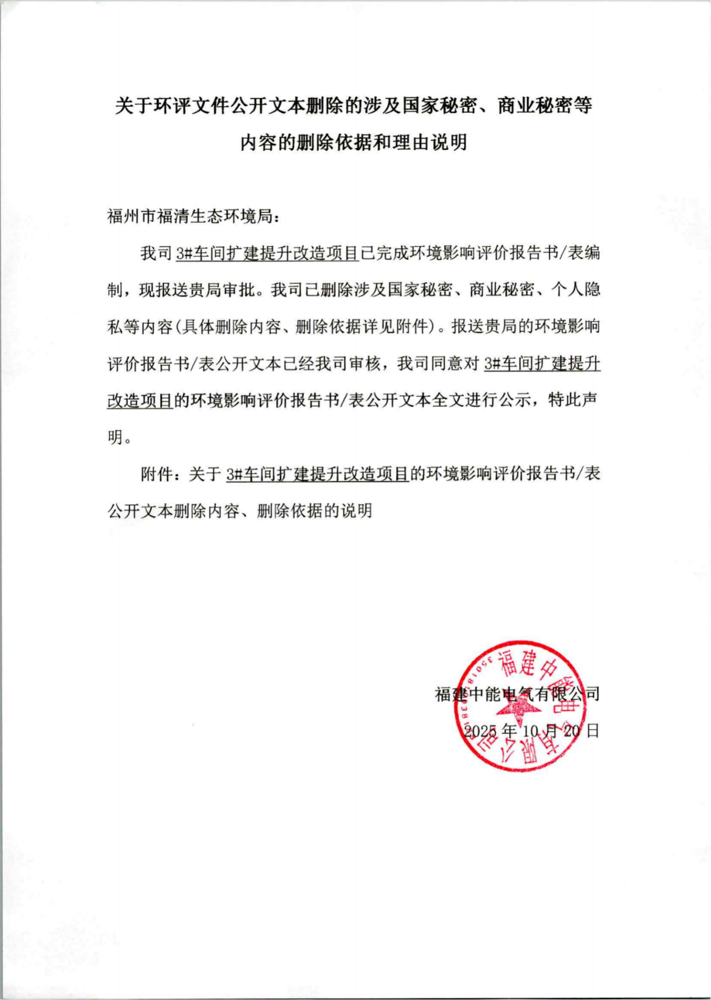 关于环评文件公开文本删除的涉及国家秘密、商业秘密等
内容的删除依据和理由说明
福州市福清生态环境局：
我司3#车间扩建提升改造项目已完成环境影响评价报告书/表编
制，现报送贵局审批。我司已删除涉及国家秘密、商业秘密、个人隐
私等内容(具体删除内容、删除依据详见附件)。报送贵局的环境影响
评价报告书/表公开文本已经我司审核，我司同意对3#车间扩建提升
改造项目的环境影响评价报告书/表公开文本全文进行公示，特此声
明。
附件：关于3#车间扩建提升改造项目的环境影响评价报告书/表
公开文本删除内容、删除依据的说明
福建中能电气有限公司
2025年10月20日
福建中能电气有限公司